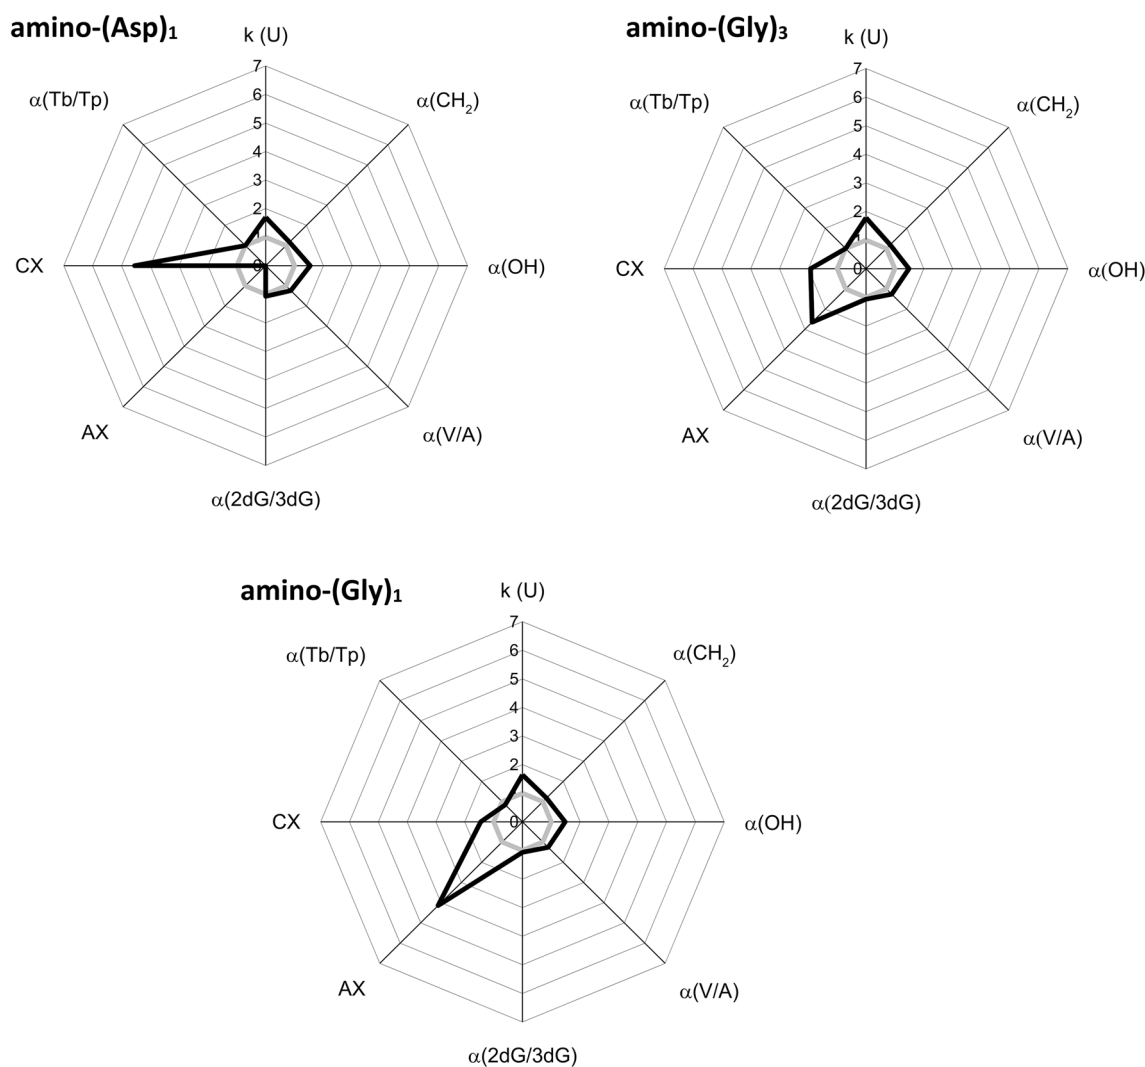 amino-(Asp)₁
k (U)
7
6
5
4
3
2
1
0
α(CH₂)
α(OH)
α(V/A)
α(2dG/3dG)
AX
CX
α(Tb/Tp)
amino-(Gly)₃
k (U)
7
6
5
4
3
2
1
0
α(CH₂)
α(OH)
α(V/A)
α(2dG/3dG)
AX
CX
α(Tb/Tp)
amino-(Gly)₁
k (U)
7
6
5
4
3
2
0
α(CH₂)
α(OH)
α(V/A)
α(2dG/3dG)
AX
CX
α(Tb/Tp)